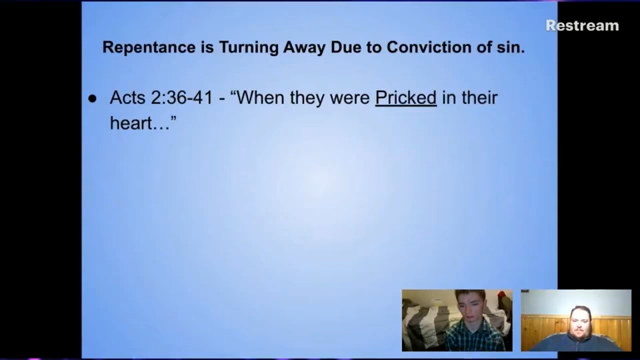 Restream
Repentance is Turning Away Due to Conviction of sin.
● Acts 2:36-41 - “When they were Pricked in their
heart…”